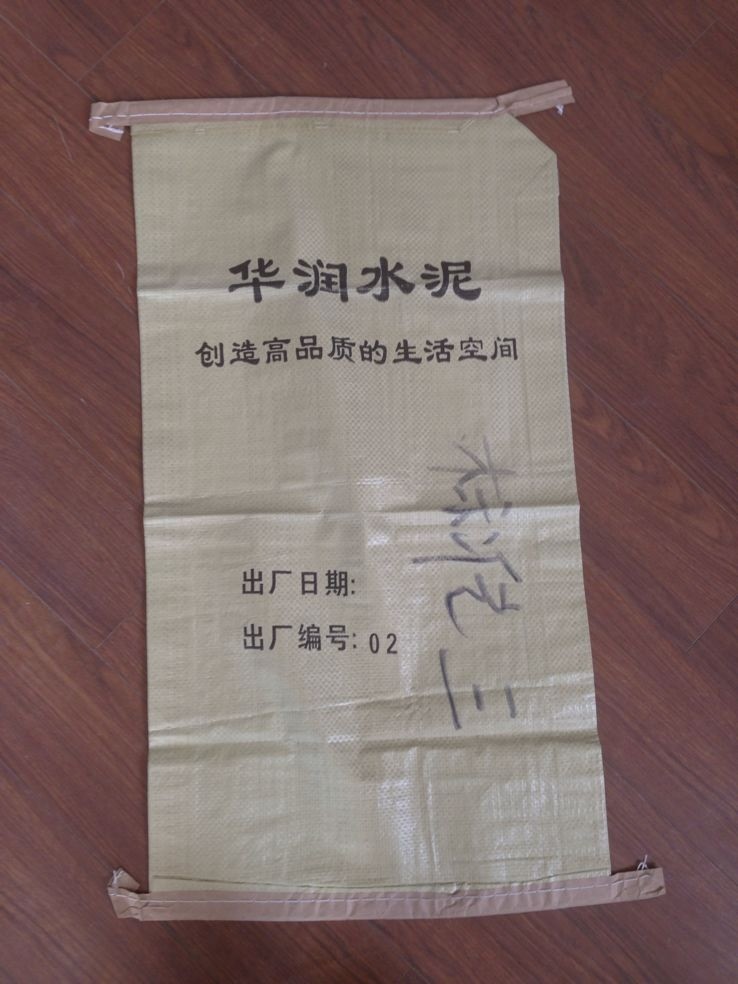 华润水泥
创造高品质的生活空间
出厂日期:
出厂编号:02
三